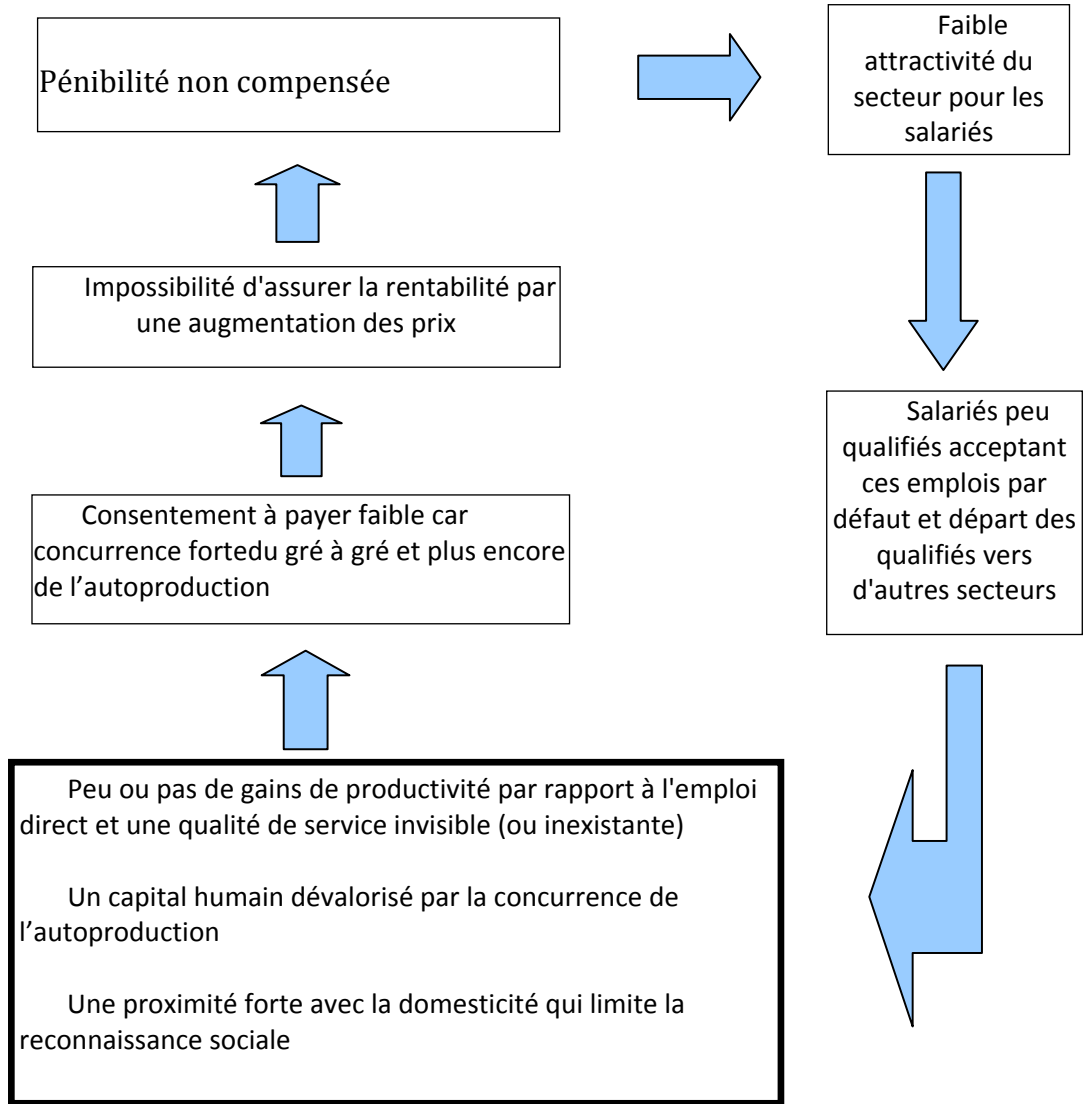 Pénibilité non compensée
Faible
attractivité du
secteur pour les
salariés
Impossibilité d'assurer la rentabilité par
une augmentation des prix
Salariés peu
qualifiés acceptant
ces emplois par
défaut et départ des
qualifiés vers
d'autres secteurs
Consentement à payer faible car
concurrence fortedu gré à gré et plus encore
de l’autoproduction
Peu ou pas de gains de productivité par rapport à l'emploi
direct et une qualité de service invisible (ou inexistante)
Un capital humain dévalorisé par la concurrence de
l’autoproduction
Une proximité forte avec la domesticité qui limite la
reconnaissance sociale